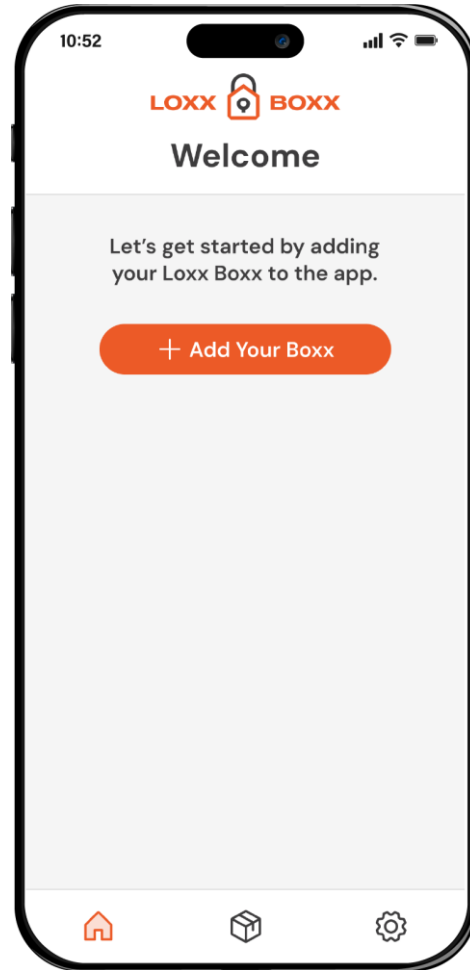 10:52
LOXX BOXX
Welcome
Let's get started by adding
your Loxx Boxx to the app.
+ Add Your Boxx